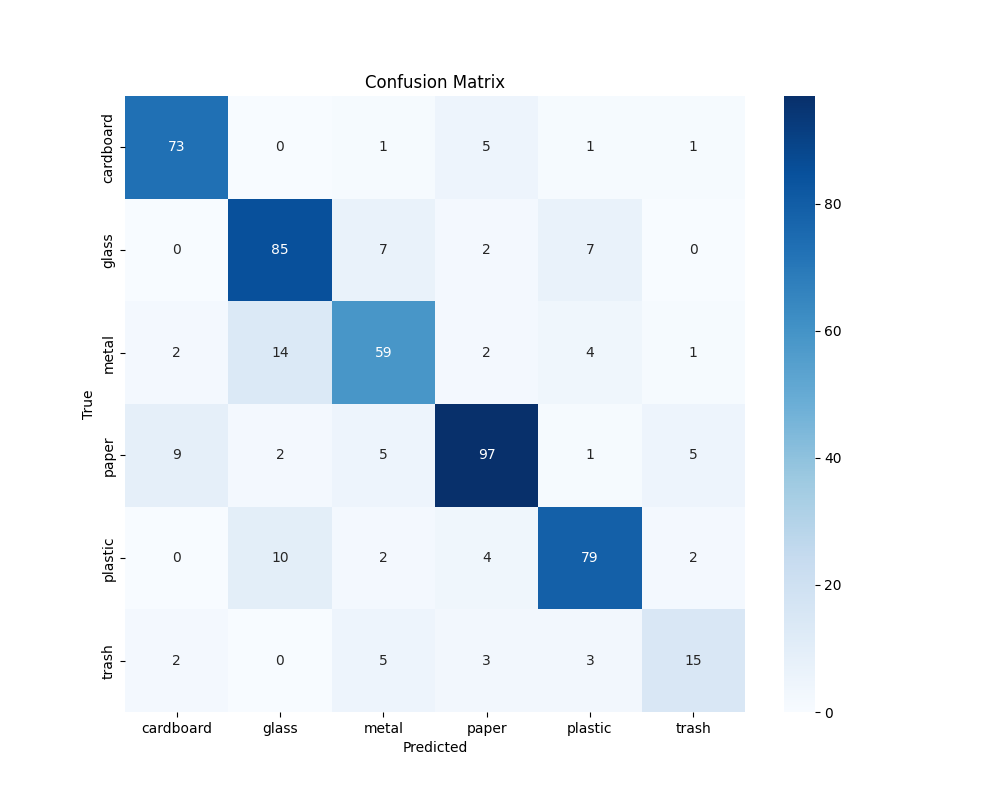 Confusion Matrix
cardboard 73 0 1 5 1 1
glass 0 85 7 2 7 0
metal 2 14 59 2 4 1
paper 9 2 5 97 1 5
plastic 0 10 2 4 79 2
trash 2 0 5 3 3 15
cardboard glass metal paper plastic trash
Predicted
True
80
60
40
20
0